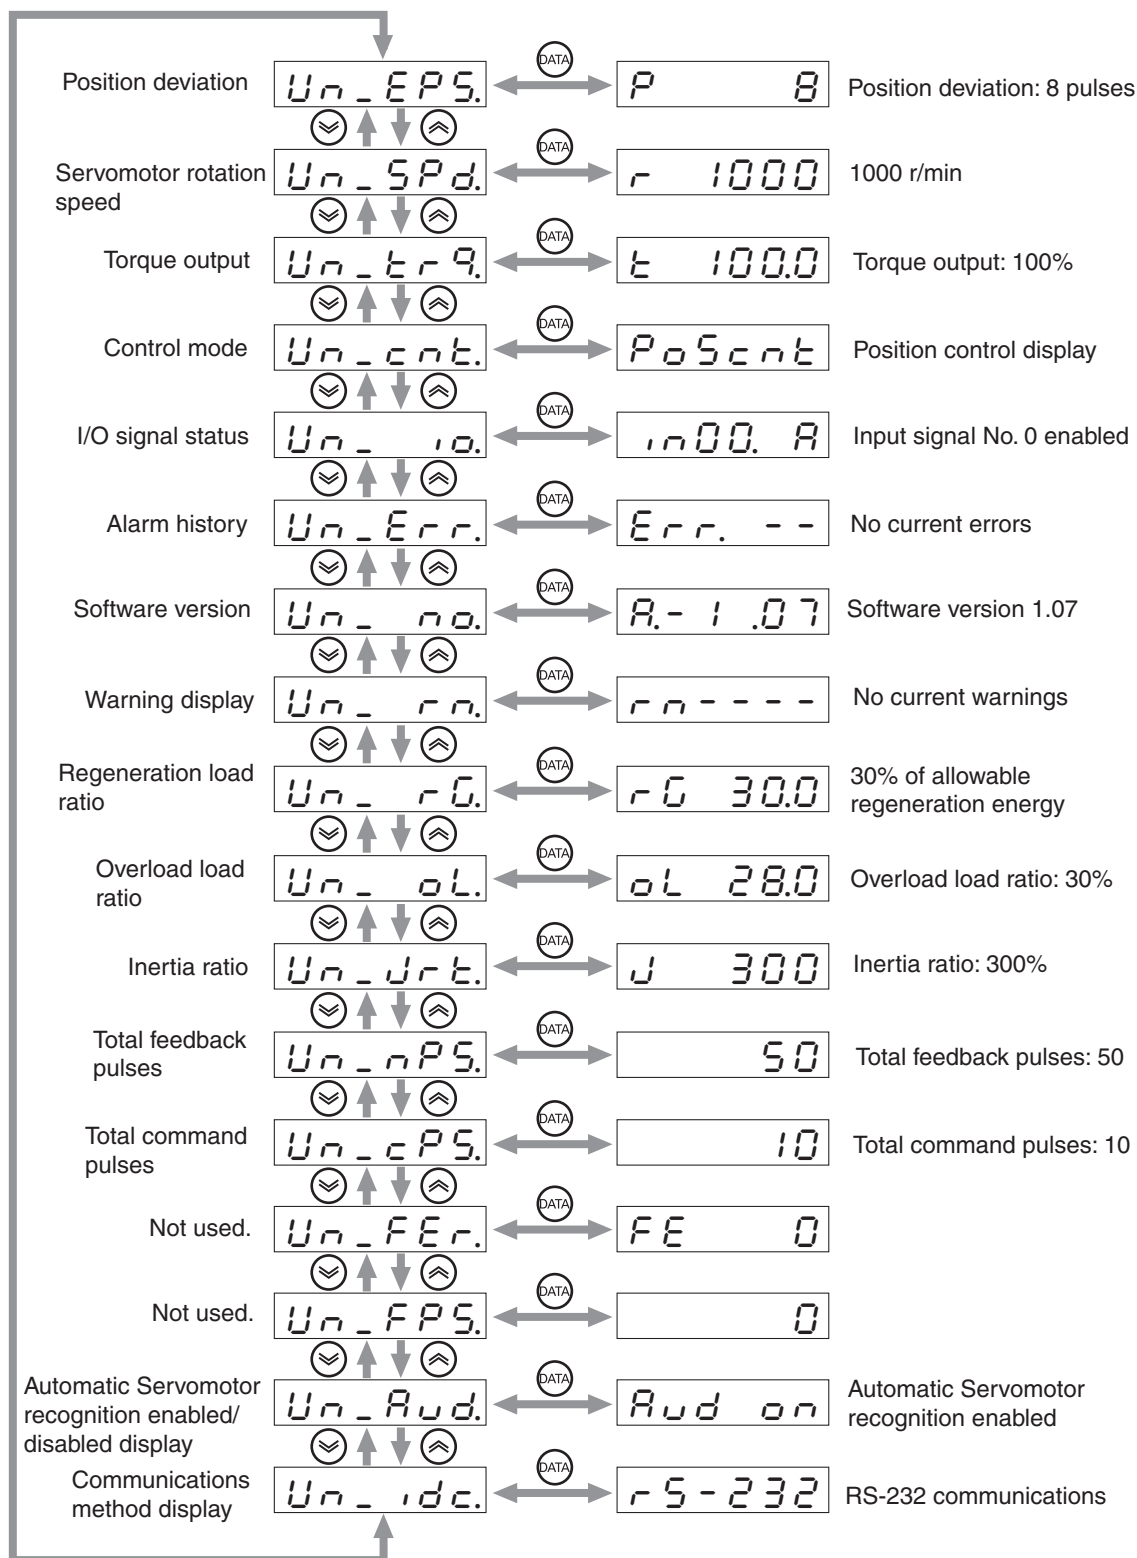 DATA
Position deviation
Un_EPS.
P 8
Position deviation: 8 pulses
DATA
Servomotor rotation
speed
Un_SPd.
r 1000
1000 r/min
DATA
Torque output
Un_trq.
t 100.0
Torque output: 100%
DATA
Control mode
Un_cnt.
PoScnt
Position control display
DATA
I/O signal status
Un_ io.
in00. A
Input signal No. 0 enabled
DATA
Alarm history
Un_Err.
Err. --
No current errors
DATA
Software version
Un_ no.
A.- 1 .07
Software version 1.07
DATA
Warning display
Un_ rn.
rn----
No current warnings
DATA
Regeneration load
ratio
Un_ rG.
rG 30.0
30% of allowable
regeneration energy
DATA
Overload load
ratio
Un_ oL.
oL 28.0
Overload load ratio: 30%
DATA
Inertia ratio
Un_Jrt.
J 300
Inertia ratio: 300%
DATA
Total feedback
pulses
Un_nPS.
50
Total feedback pulses: 50
DATA
Total command
pulses
Un_cPS.
10
Total command pulses: 10
DATA
Not used.
Un_FEr.
FE 0
DATA
Not used.
Un_FPS.
0
DATA
Automatic Servomotor
recognition enabled/
disabled display
Un_Aud.
Aud on
Automatic Servomotor
recognition enabled
DATA
Communications
method display
Un_ idc.
rS-232
RS-232 communications